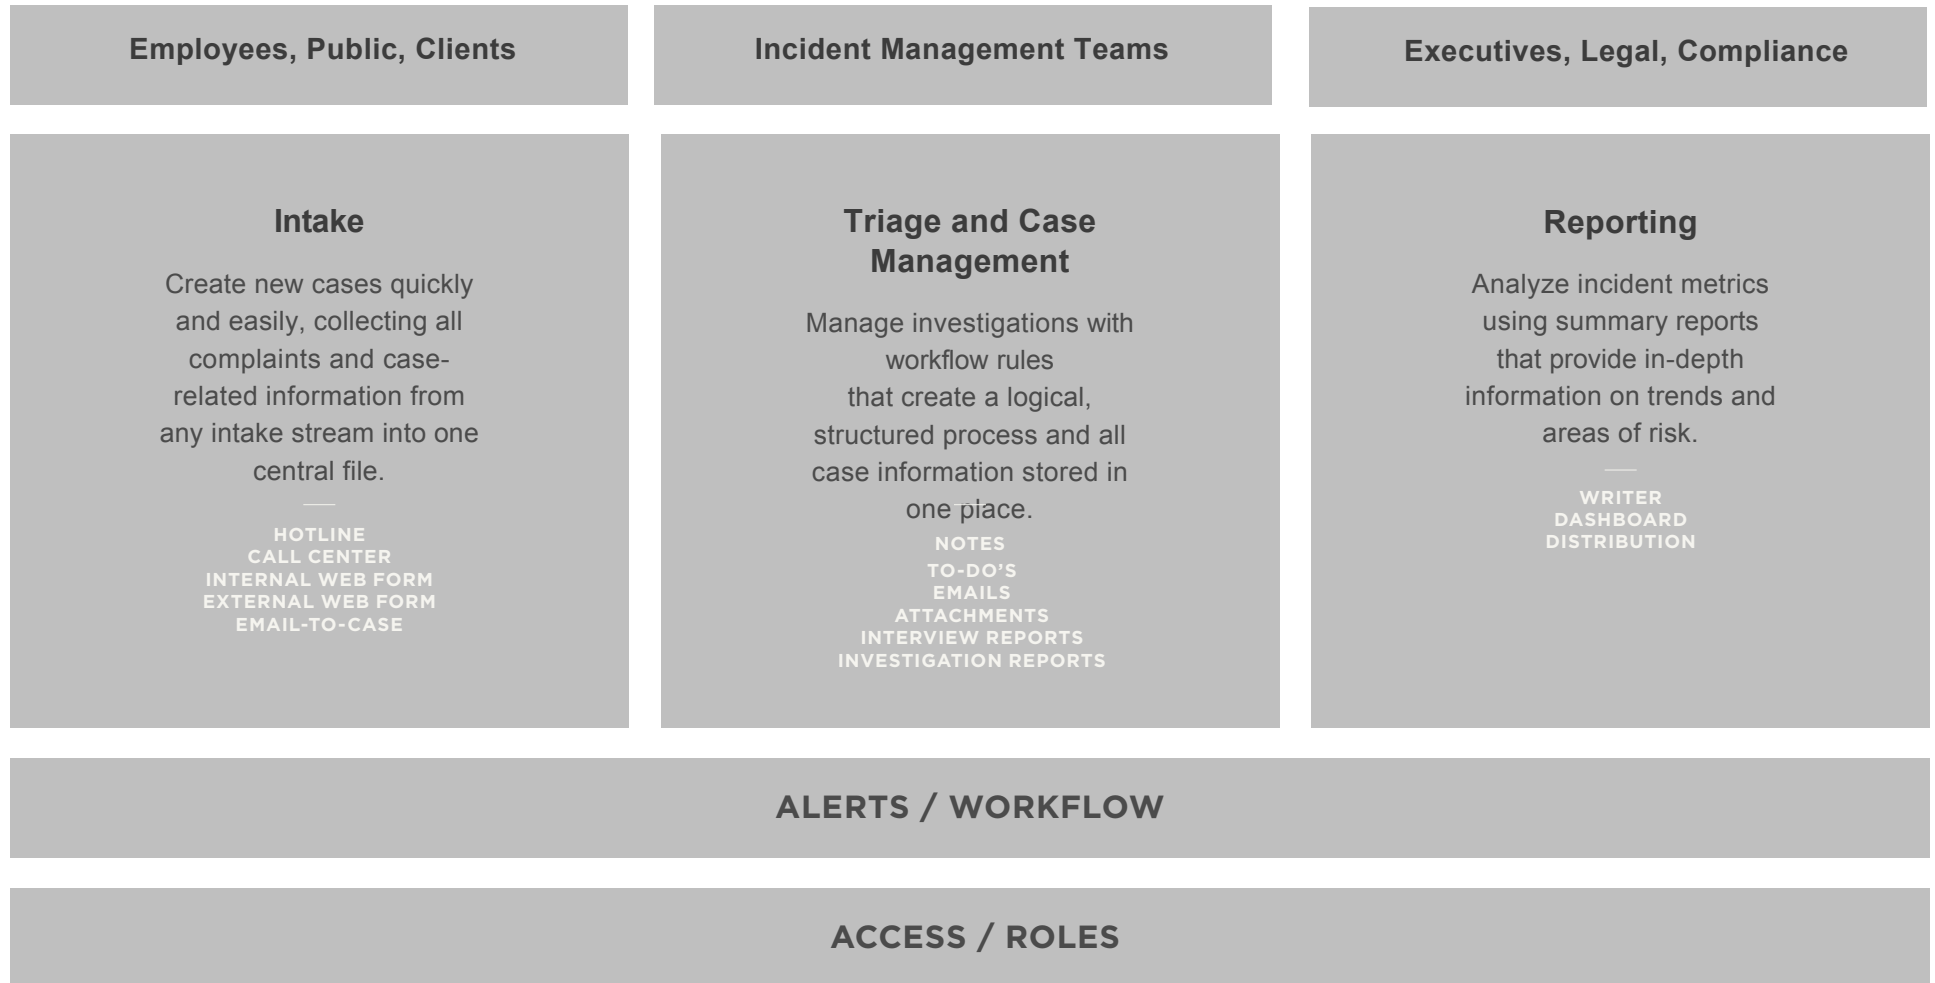 Employees, Public, Clients
Incident Management Teams
Executives, Legal, Compliance
Intake
Create new cases quickly
and easily, collecting all
complaints and case-
related information from
any intake stream into one
central file.
HOTLINE
CALL CENTER
INTERNAL WEB FORM
EXTERNAL WEB FORM
EMAIL-TO-CASE
Triage and Case
Management
Manage investigations with
workflow rules
that create a logical,
structured process and all
case information stored in
one place.
NOTES
TO-DO’S
EMAILS
ATTACHMENTS
INTERVIEW REPORTS
INVESTIGATION REPORTS
Reporting
Analyze incident metrics
using summary reports
that provide in-depth
information on trends and
areas of risk.
WRITER
DASHBOARD
DISTRIBUTION
ALERTS / WORKFLOW
ACCESS / ROLES